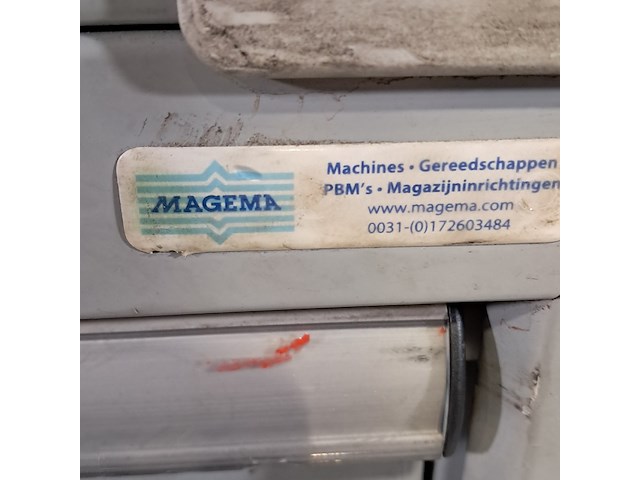 MAGEMA
Machines • Gereedschappen
PBM's • Magazijninrichtingen
www.magema.com
0031-(0)172603484